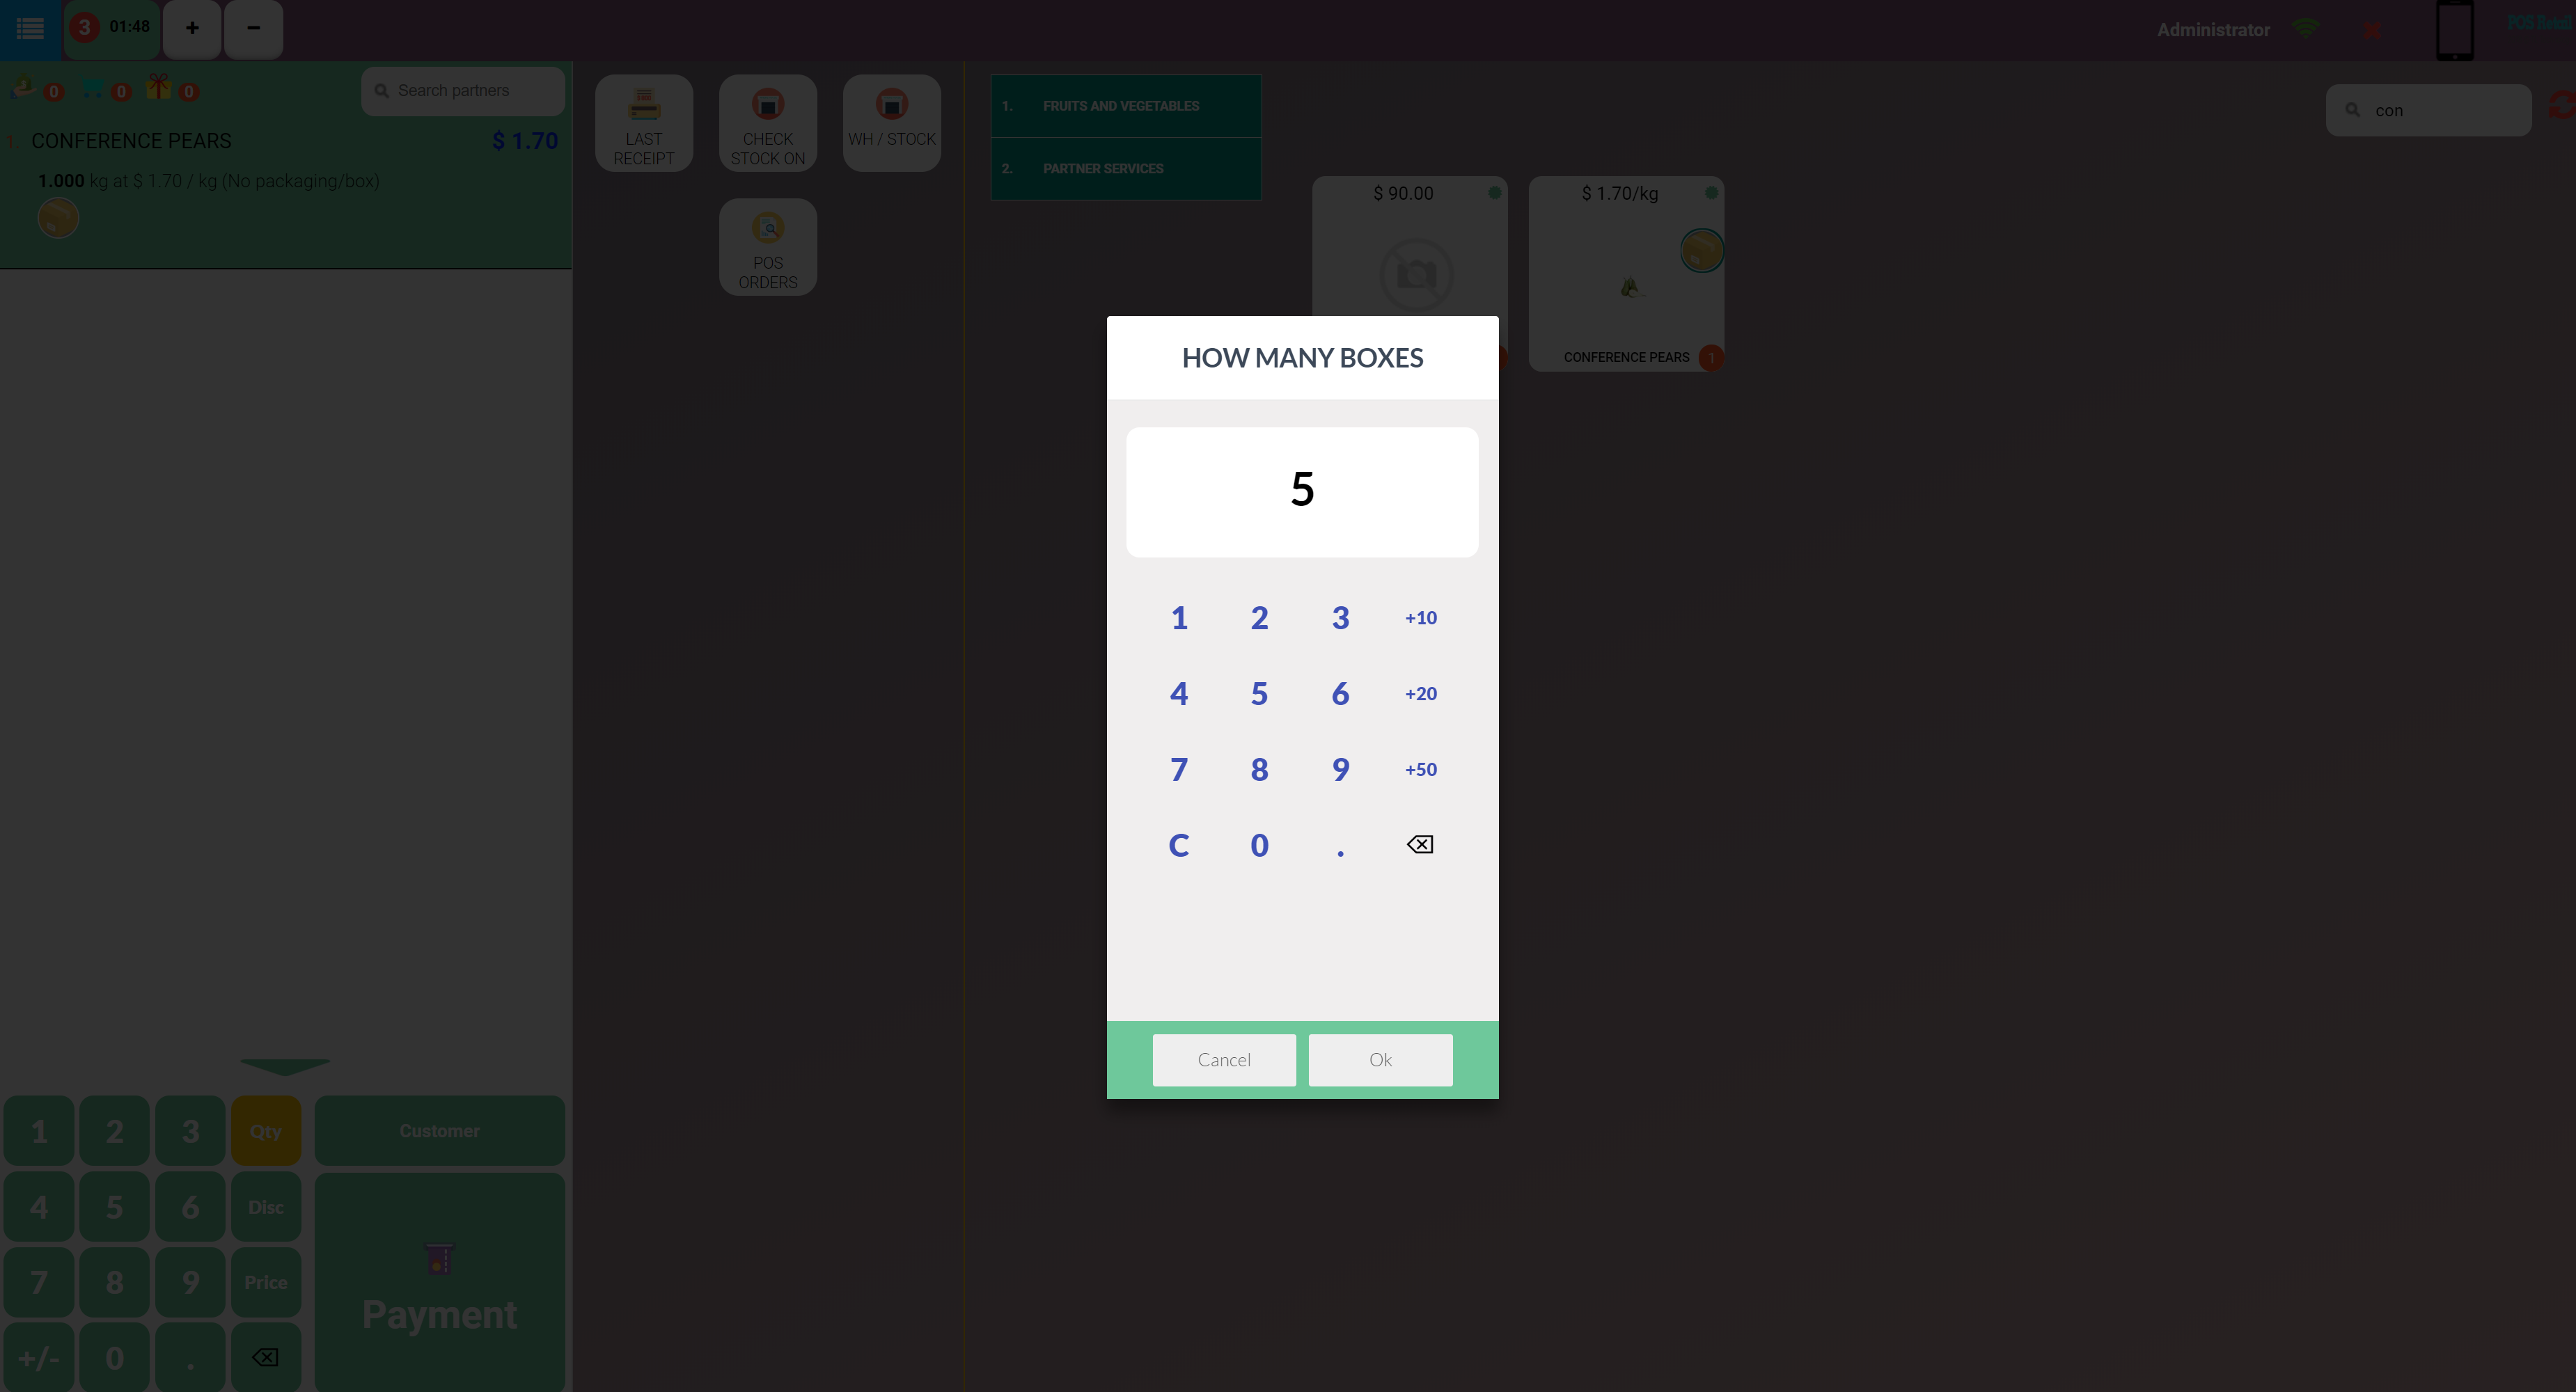 3 01:48 + −
Administrator
POS Retail
0 0 0
Search partners
1. CONFERENCE PEARS $ 1.70
1.000 kg at $ 1.70 / kg (No packaging/box)
LAST RECEIPT
CHECK STOCK ON
WH / STOCK
POS ORDERS
1. FRUITS AND VEGETABLES
2. PARTNER SERVICES
con
$ 90.00
$ 1.70/kg
CONFERENCE PEARS 1
HOW MANY BOXES
5
1 2 3 +10
4 5 6 +20
7 8 9 +50
C 0 .
Cancel Ok
1 2 3 Qty Customer
4 5 6 Disc
7 8 9 Price
Payment
+/- 0 .